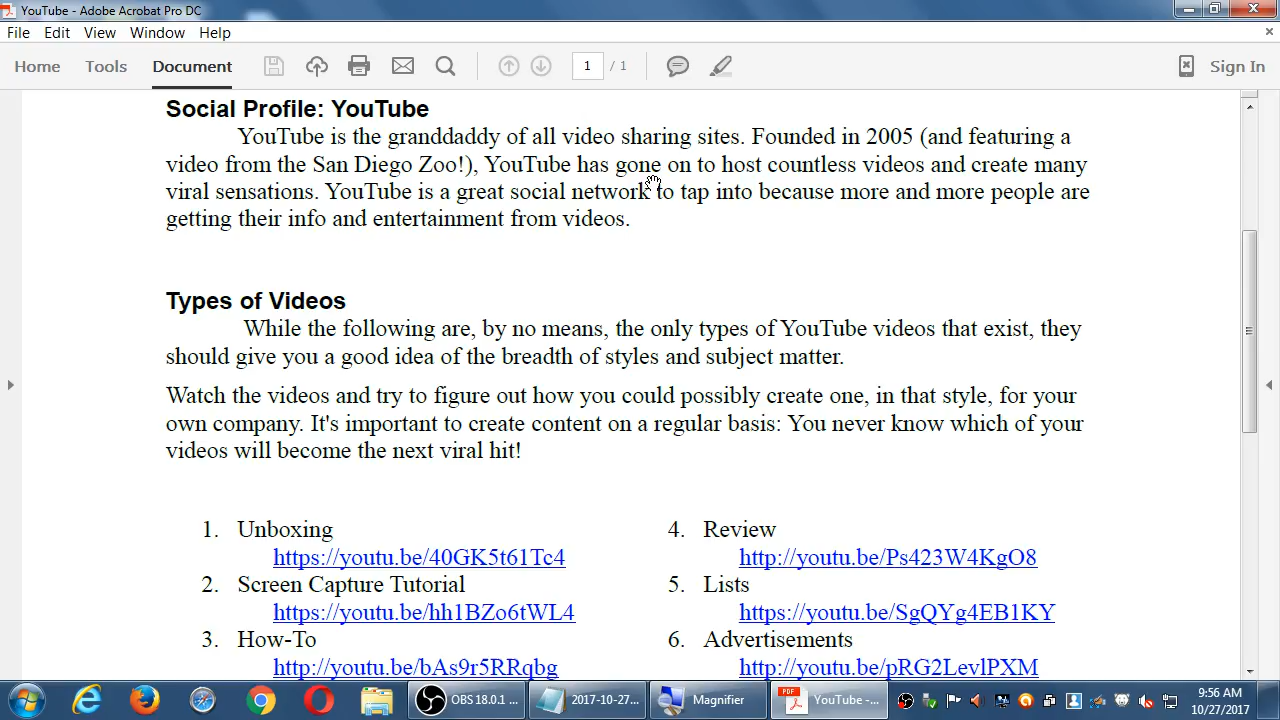 YouTube - Adobe Acrobat Pro DC
File Edit View Window Help
Home Tools Document 1 / 1 Sign In
Social Profile: YouTube
YouTube is the granddaddy of all video sharing sites. Founded in 2005 (and featuring a
video from the San Diego Zoo!), YouTube has gone on to host countless videos and create many
viral sensations. YouTube is a great social network to tap into because more and more people are
getting their info and entertainment from videos.
Types of Videos
While the following are, by no means, the only types of YouTube videos that exist, they
should give you a good idea of the breadth of styles and subject matter.
Watch the videos and try to figure out how you could possibly create one, in that style, for your
own company. It's important to create content on a regular basis: You never know which of your
videos will become the next viral hit!
1. Unboxing
https://youtu.be/40GK5t61Tc4
2. Screen Capture Tutorial
https://youtu.be/hh1BZo6tWL4
3. How-To
http://youtu.be/bAs9r5RRqbg
4. Review
http://youtu.be/Ps423W4KgO8
5. Lists
https://youtu.be/SgQYg4EB1KY
6. Advertisements
http://youtu.be/pRG2LevlPXM
OBS 18.0.1 ... 2017-10-27... Magnifier PDF YouTube -... 9:56 AM
10/27/2017